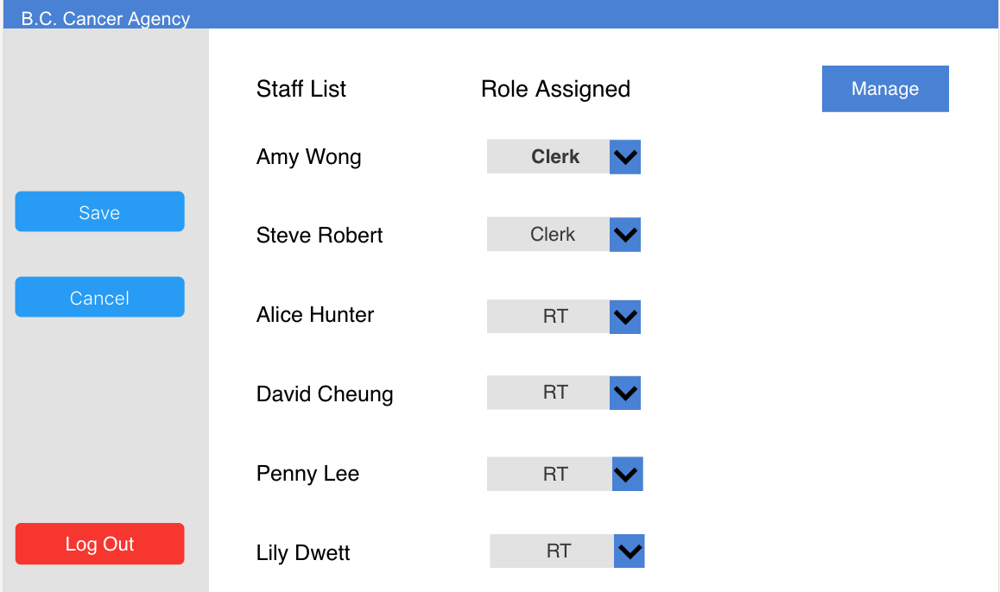 B.C. Cancer Agency
Staff List Role Assigned Manage
Amy Wong Clerk
Save
Steve Robert Clerk
Cancel
Alice Hunter RT
David Cheung RT
Penny Lee RT
Log Out
Lily Dwett RT